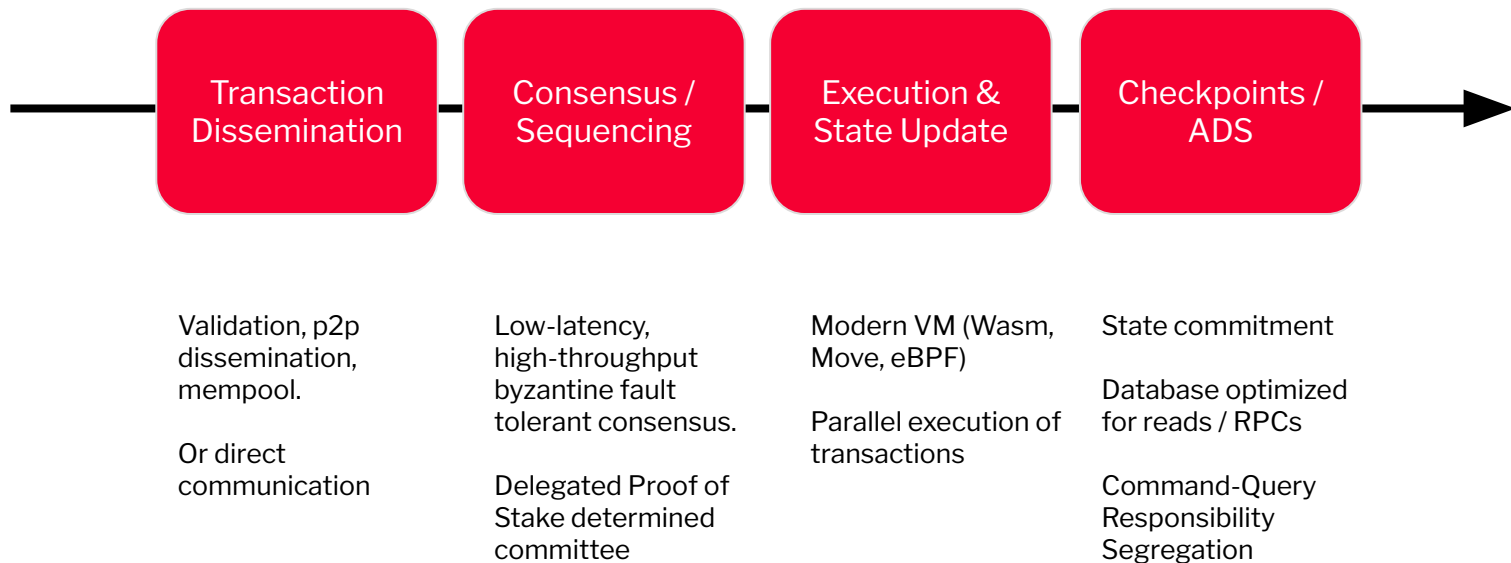 Transaction
Dissemination
Consensus /
Sequencing
Execution &
State Update
Checkpoints /
ADS
Validation, p2p
dissemination,
mempool.
Or direct
communication
Low-latency,
high-throughput
byzantine fault
tolerant consensus.
Delegated Proof of
Stake determined
committee
Modern VM (Wasm,
Move, eBPF)
Parallel execution of
transactions
State commitment
Database optimized
for reads / RPCs
Command-Query
Responsibility
Segregation